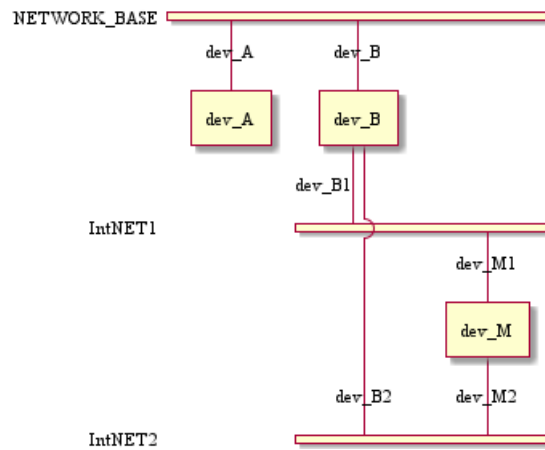 NETWORK_BASE
dev_A
dev_B
dev_A
dev_B
dev_B1
IntNET1
dev_M1
dev_M
dev_B2
dev_M2
IntNET2